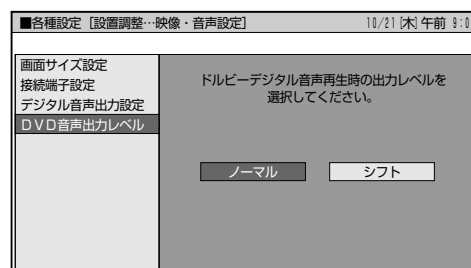 ■各種設定［設置調整…映像・音声設定］ 10/21［木］午前 9:0
画面サイズ設定
接続端子設定
デジタル音声出力設定
ＤＶＤ音声出力レベル
ドルビーデジタル音声再生時の出力レベルを
選択してください。
ノーマル シフト